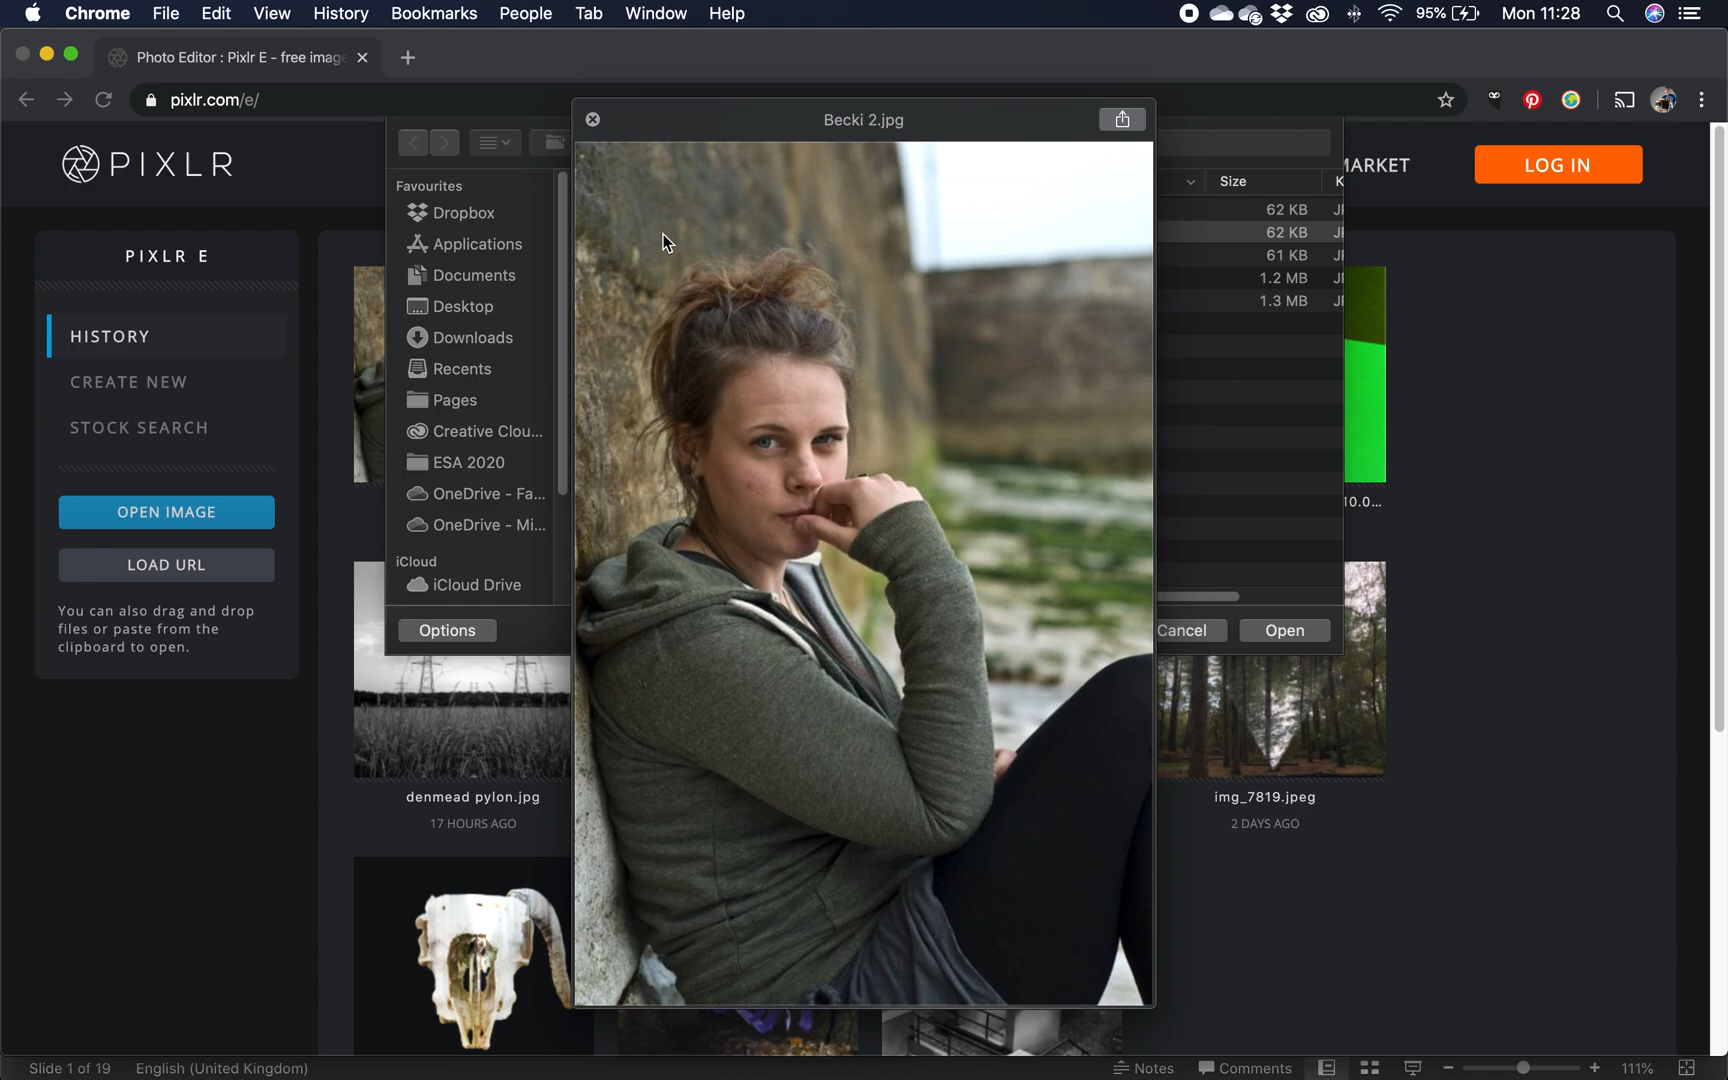 Chrome File Edit View History Bookmarks People Tab Window Help 95% Mon 11:28
Photo Editor : Pixlr E - free image
pixlr.com/e/
Becki 2.jpg
PIXLR
LOG IN
Size
Favourites
Dropbox
Applications
Documents
Desktop
Downloads
Recents
Pages
Creative Clou...
ESA 2020
OneDrive - Fa...
OneDrive - Mi...
iCloud
iCloud Drive
Options
62 KB
62 KB
61 KB
1.2 MB
1.3 MB
Cancel Open
PIXLR E
HISTORY
CREATE NEW
STOCK SEARCH
OPEN IMAGE
LOAD URL
You can also drag and drop
files or paste from the
clipboard to open.
10.0...
denmead pylon.jpg
17 HOURS AGO
img_7819.jpeg
2 DAYS AGO
Slide 1 of 19 English (United Kingdom) Notes Comments 111%